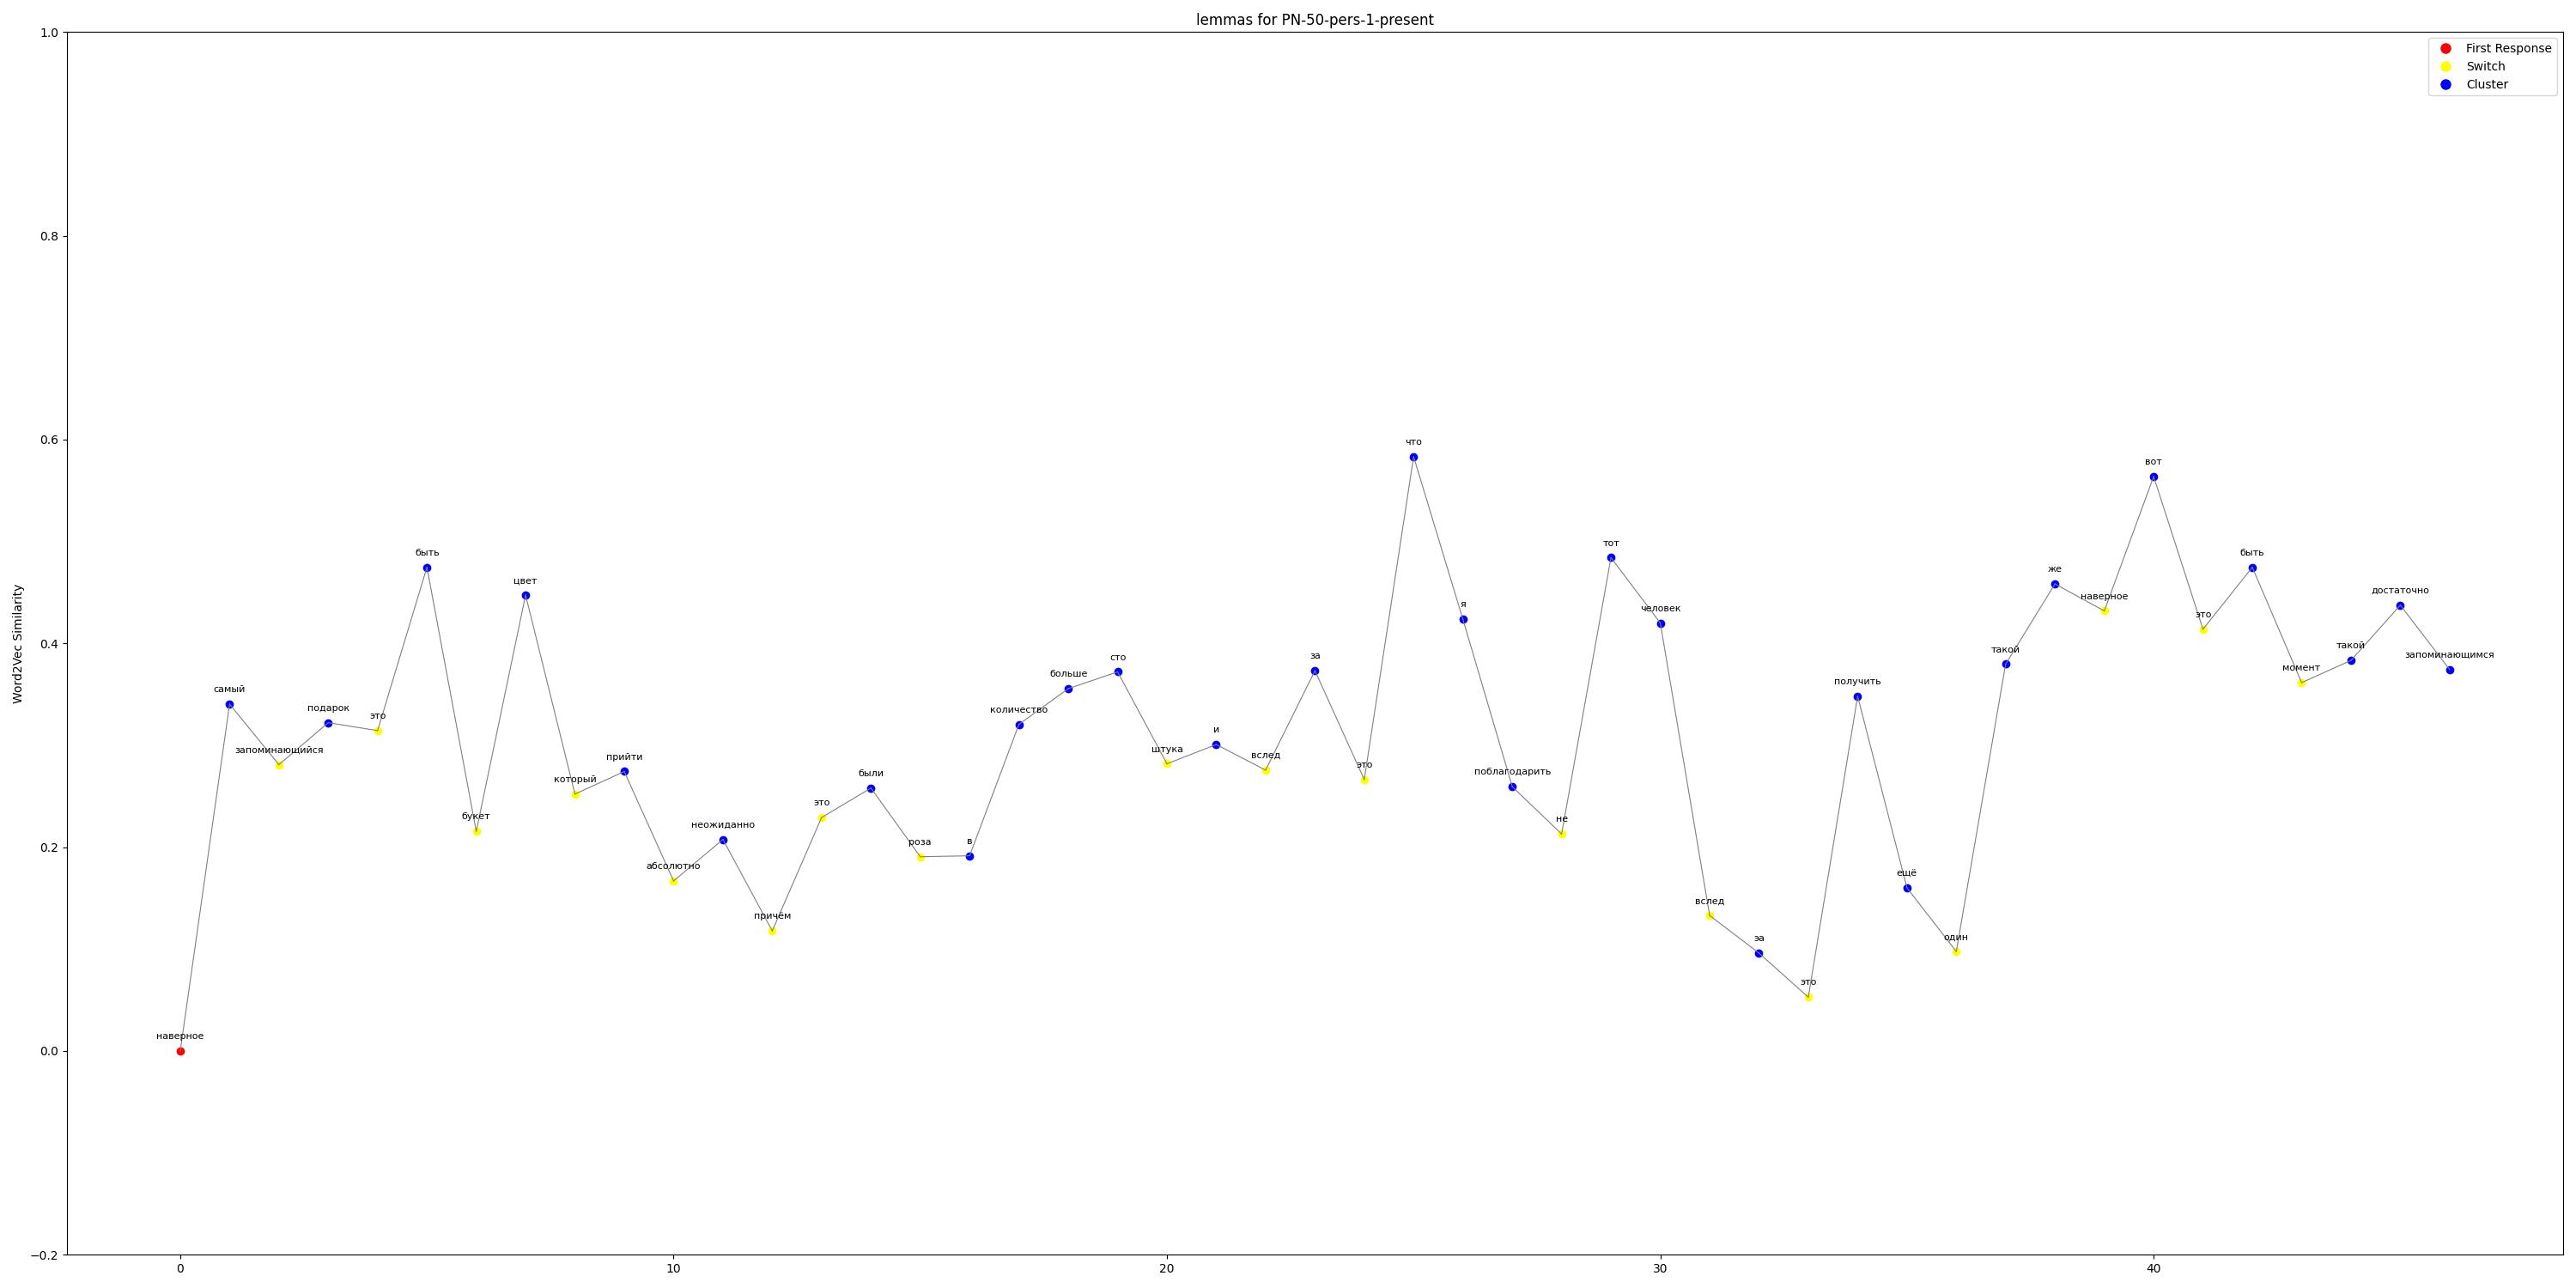 lemmas for PN-50-pers-1-present
First Response
Switch
Cluster
Word2Vec Similarity
1.0
0.8
0.6
0.4
0.2
0.0
−0.2
0
10
20
30
40
наверное
самый
запоминающийся
подарок
это
быть
букет
цвет
который
прийти
абсолютно
неожиданно
причём
это
были
роза
в
количество
больше
сто
штука
и
вслед
за
это
что
я
поблагодарить
не
тот
человек
вслед
эа
это
получить
ещё
один
такой
же
наверное
вот
это
быть
момент
такой
достаточно
запоминающимся